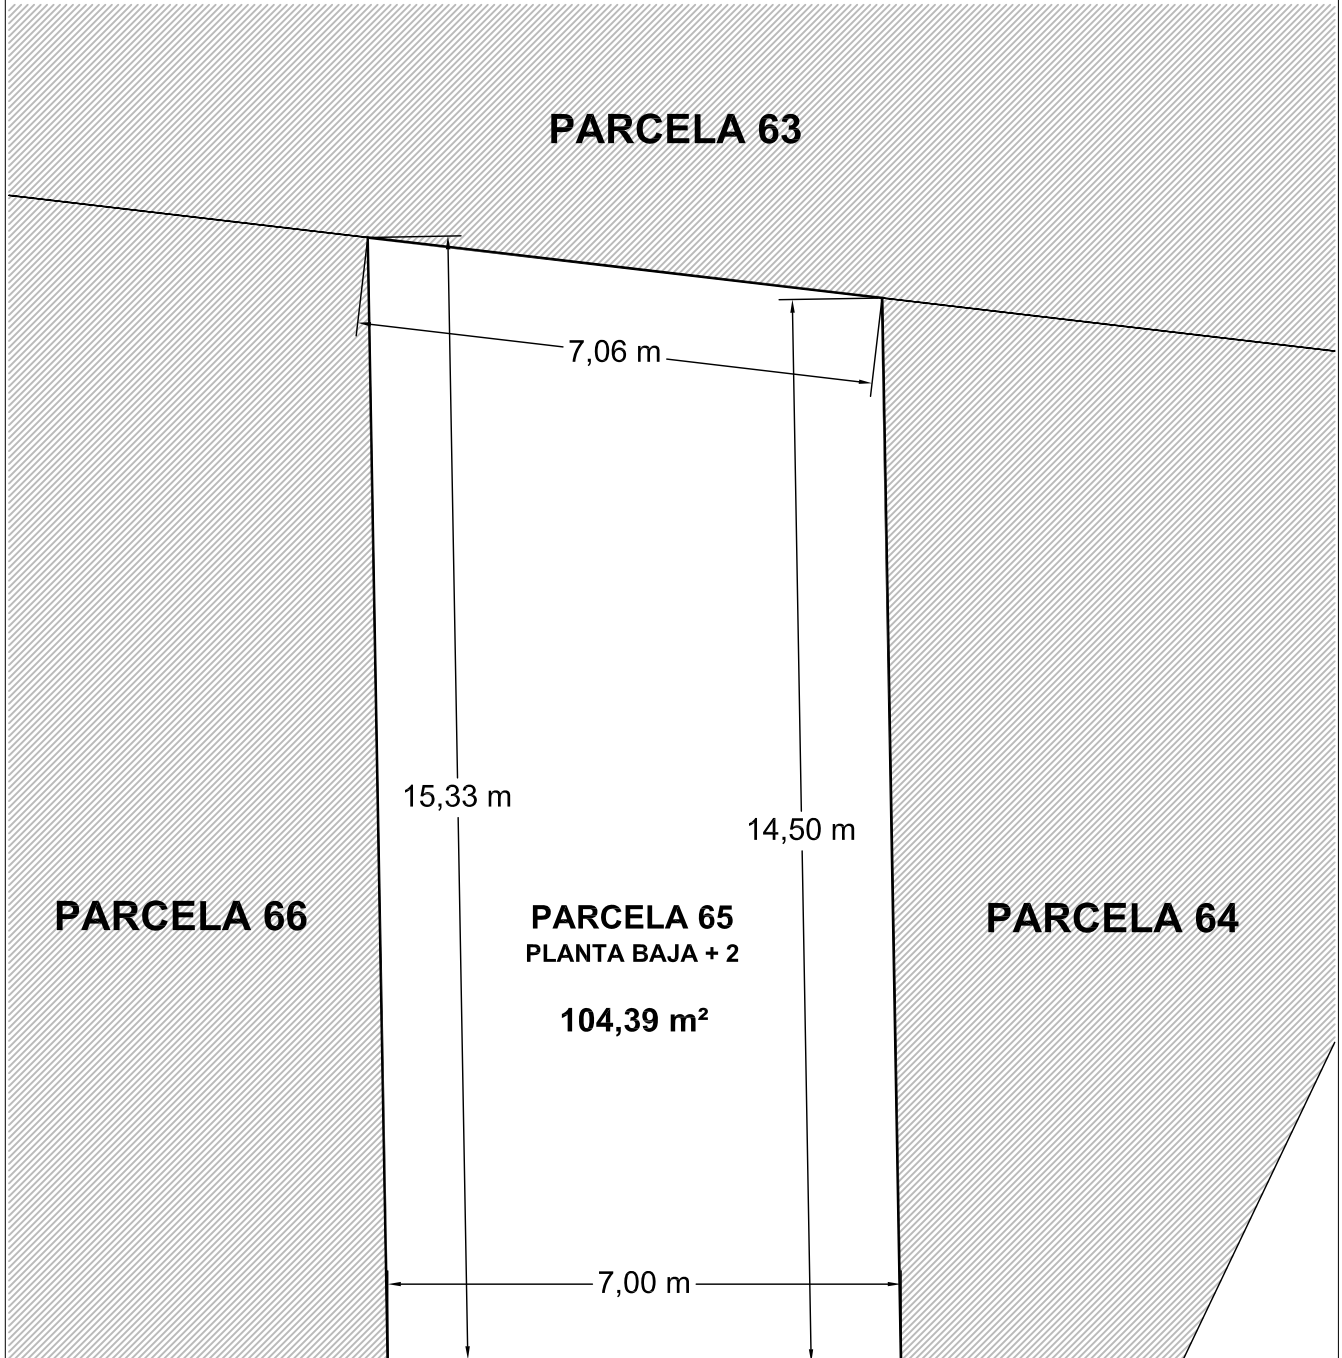 PARCELA 63
7,06 m
15,33 m
14,50 m
PARCELA 66
PARCELA 65
PLANTA BAJA + 2
PARCELA 64
104,39 m²
7,00 m